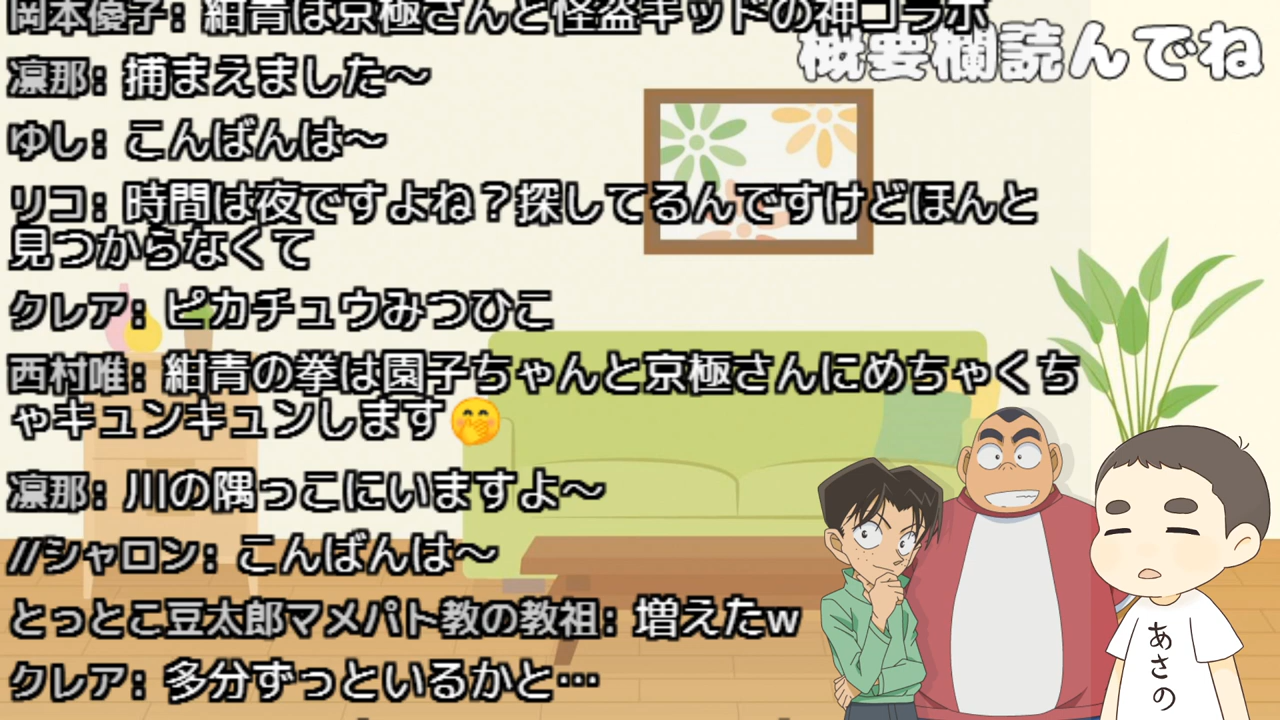 岡本優子: 紺青は京極さんと怪盗キッドの神コラボ
概要欄読んでね
凛那: 捕まえました〜
ゆし: こんばんは〜
リコ: 時間は夜ですよね？探してるんですけどほんと
見つからなくて
クレア: ピカチュウみつひこ
西村唯: 紺青の拳は園子ちゃんと京極さんにめちゃくち
ゃキュンキュンします🤭
凛那: 川の隅っこにいますよ〜
//シャロン: こんばんは〜
とっとこ豆太郎マメパト教の教祖: 増えたw
クレア: 多分ずっといるかと…
あさの